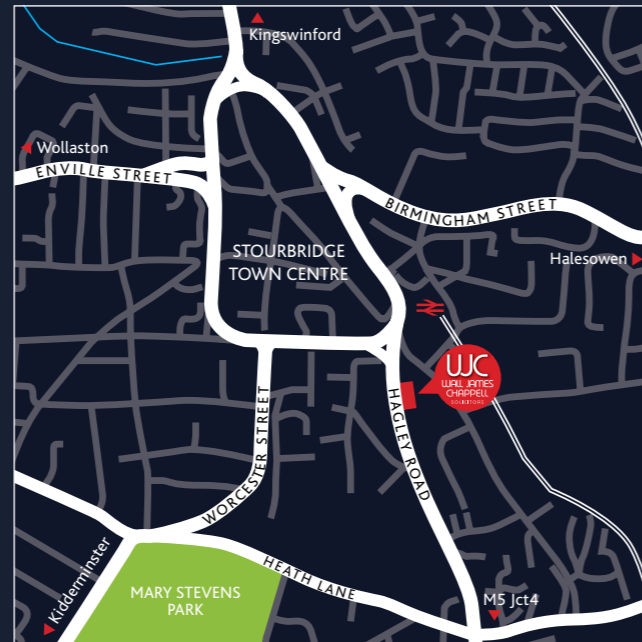 Kingswinford
Wollaston
ENVILLE STREET
BIRMINGHAM STREET
STOURBRIDGE
TOWN CENTRE
Halesowen
WJC
WALL JAMES
CHAPPELL
SOLICITORS
HAGLEY ROAD
WORCESTER STREET
HEATH LANE
Kidderminster
MARY STEVENS
PARK
M5 Jct4